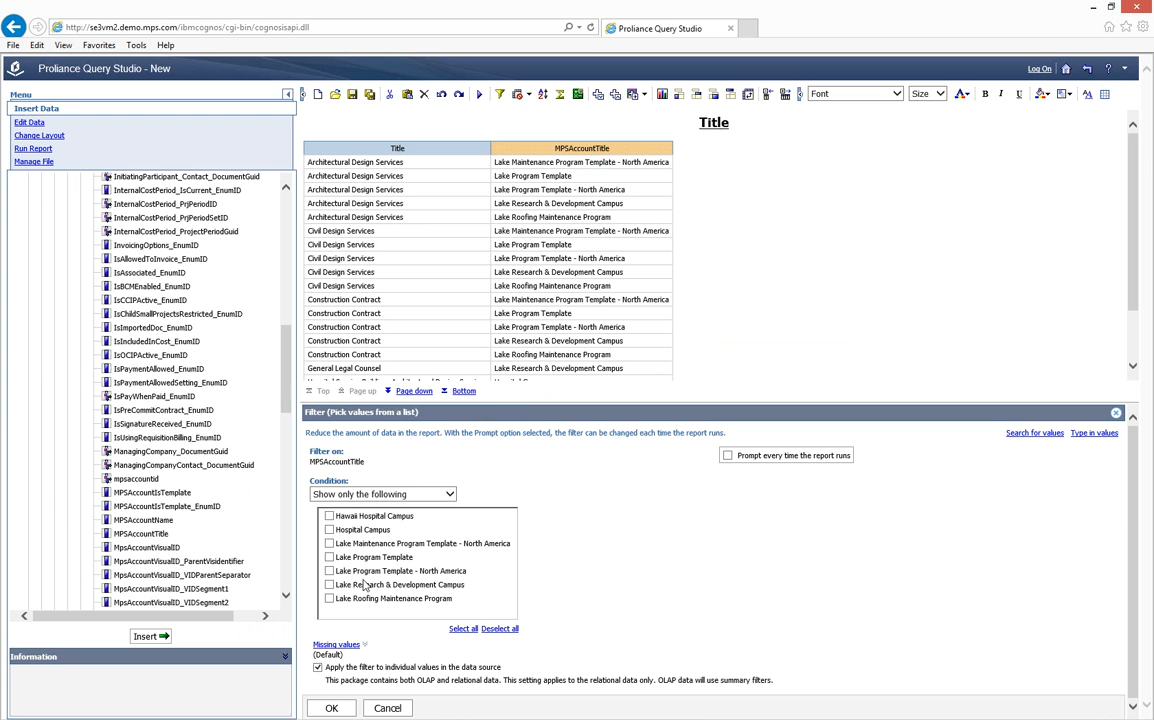 http://se3vm2.demo.mps.com/ibmcognos/cgi-bin/cognosisapi.dll
Proliance Query Studio
File Edit View Favorites Tools Help
Proliance Query Studio - New
Log On
Menu
Insert Data
Edit Data
Change Layout
Run Report
Manage File
Font
Size
InitiatingParticipant_Contact_DocumentGuid
InternalCostPeriod_IsCurrent_EnumID
InternalCostPeriod_PrjPeriodID
InternalCostPeriod_PrjPeriodSetID
InternalCostPeriod_ProjectPeriodGuid
InvoicingOptions_EnumID
IsAllowedToInvoice_EnumID
IsAssociated_EnumID
IsBCMEnabled_EnumID
IsCCIPActive_EnumID
IsChildSmallProjectsRestricted_EnumID
IsImportedDoc_EnumID
IsIncludedInCost_EnumID
IsOCIPActive_EnumID
IsPaymentAllowed_EnumID
IsPaymentAllowedSetting_EnumID
IsPayWhenPaid_EnumID
IsPreCommitContract_EnumID
IsSignatureReceived_EnumID
IsUsingRequisitionBilling_EnumID
ManagingCompany_DocumentGuid
ManagingCompanyContact_DocumentGuid
mpsaccountid
MPSAccountIsTemplate
MPSAccountIsTemplate_EnumID
MPSAccountName
MPSAccountTitle
MpsAccountVisualID
MpsAccountVisualID_ParentVisidentifier
MpsAccountVisualID_VIDParentSeparator
MpsAccountVisualID_VIDSegment1
MpsAccountVisualID_VIDSegment2
Insert
Information
Title
Title MPSAccountTitle
Architectural Design Services Lake Maintenance Program Template - North America
Architectural Design Services Lake Program Template
Architectural Design Services Lake Program Template - North America
Architectural Design Services Lake Research & Development Campus
Architectural Design Services Lake Roofing Maintenance Program
Civil Design Services Lake Maintenance Program Template - North America
Civil Design Services Lake Program Template
Civil Design Services Lake Program Template - North America
Civil Design Services Lake Research & Development Campus
Civil Design Services Lake Roofing Maintenance Program
Construction Contract Lake Maintenance Program Template - North America
Construction Contract Lake Program Template
Construction Contract Lake Program Template - North America
Construction Contract Lake Research & Development Campus
Construction Contract Lake Roofing Maintenance Program
General Legal Counsel Lake Research & Development Campus
Top Page up Page down Bottom
Filter (Pick values from a list)
Reduce the amount of data in the report. With the Prompt option selected, the filter can be changed each time the report runs.
Search for values Type in values
Filter on:
MPSAccountTitle
Prompt every time the report runs
Condition:
Show only the following
Hawaii Hospital Campus
Hospital Campus
Lake Maintenance Program Template - North America
Lake Program Template
Lake Program Template - North America
Lake Research & Development Campus
Lake Roofing Maintenance Program
Select all Deselect all
Missing values
(Default)
Apply the filter to individual values in the data source
This package contains both OLAP and relational data. This setting applies to the relational data only. OLAP data will use summary filters.
OK Cancel